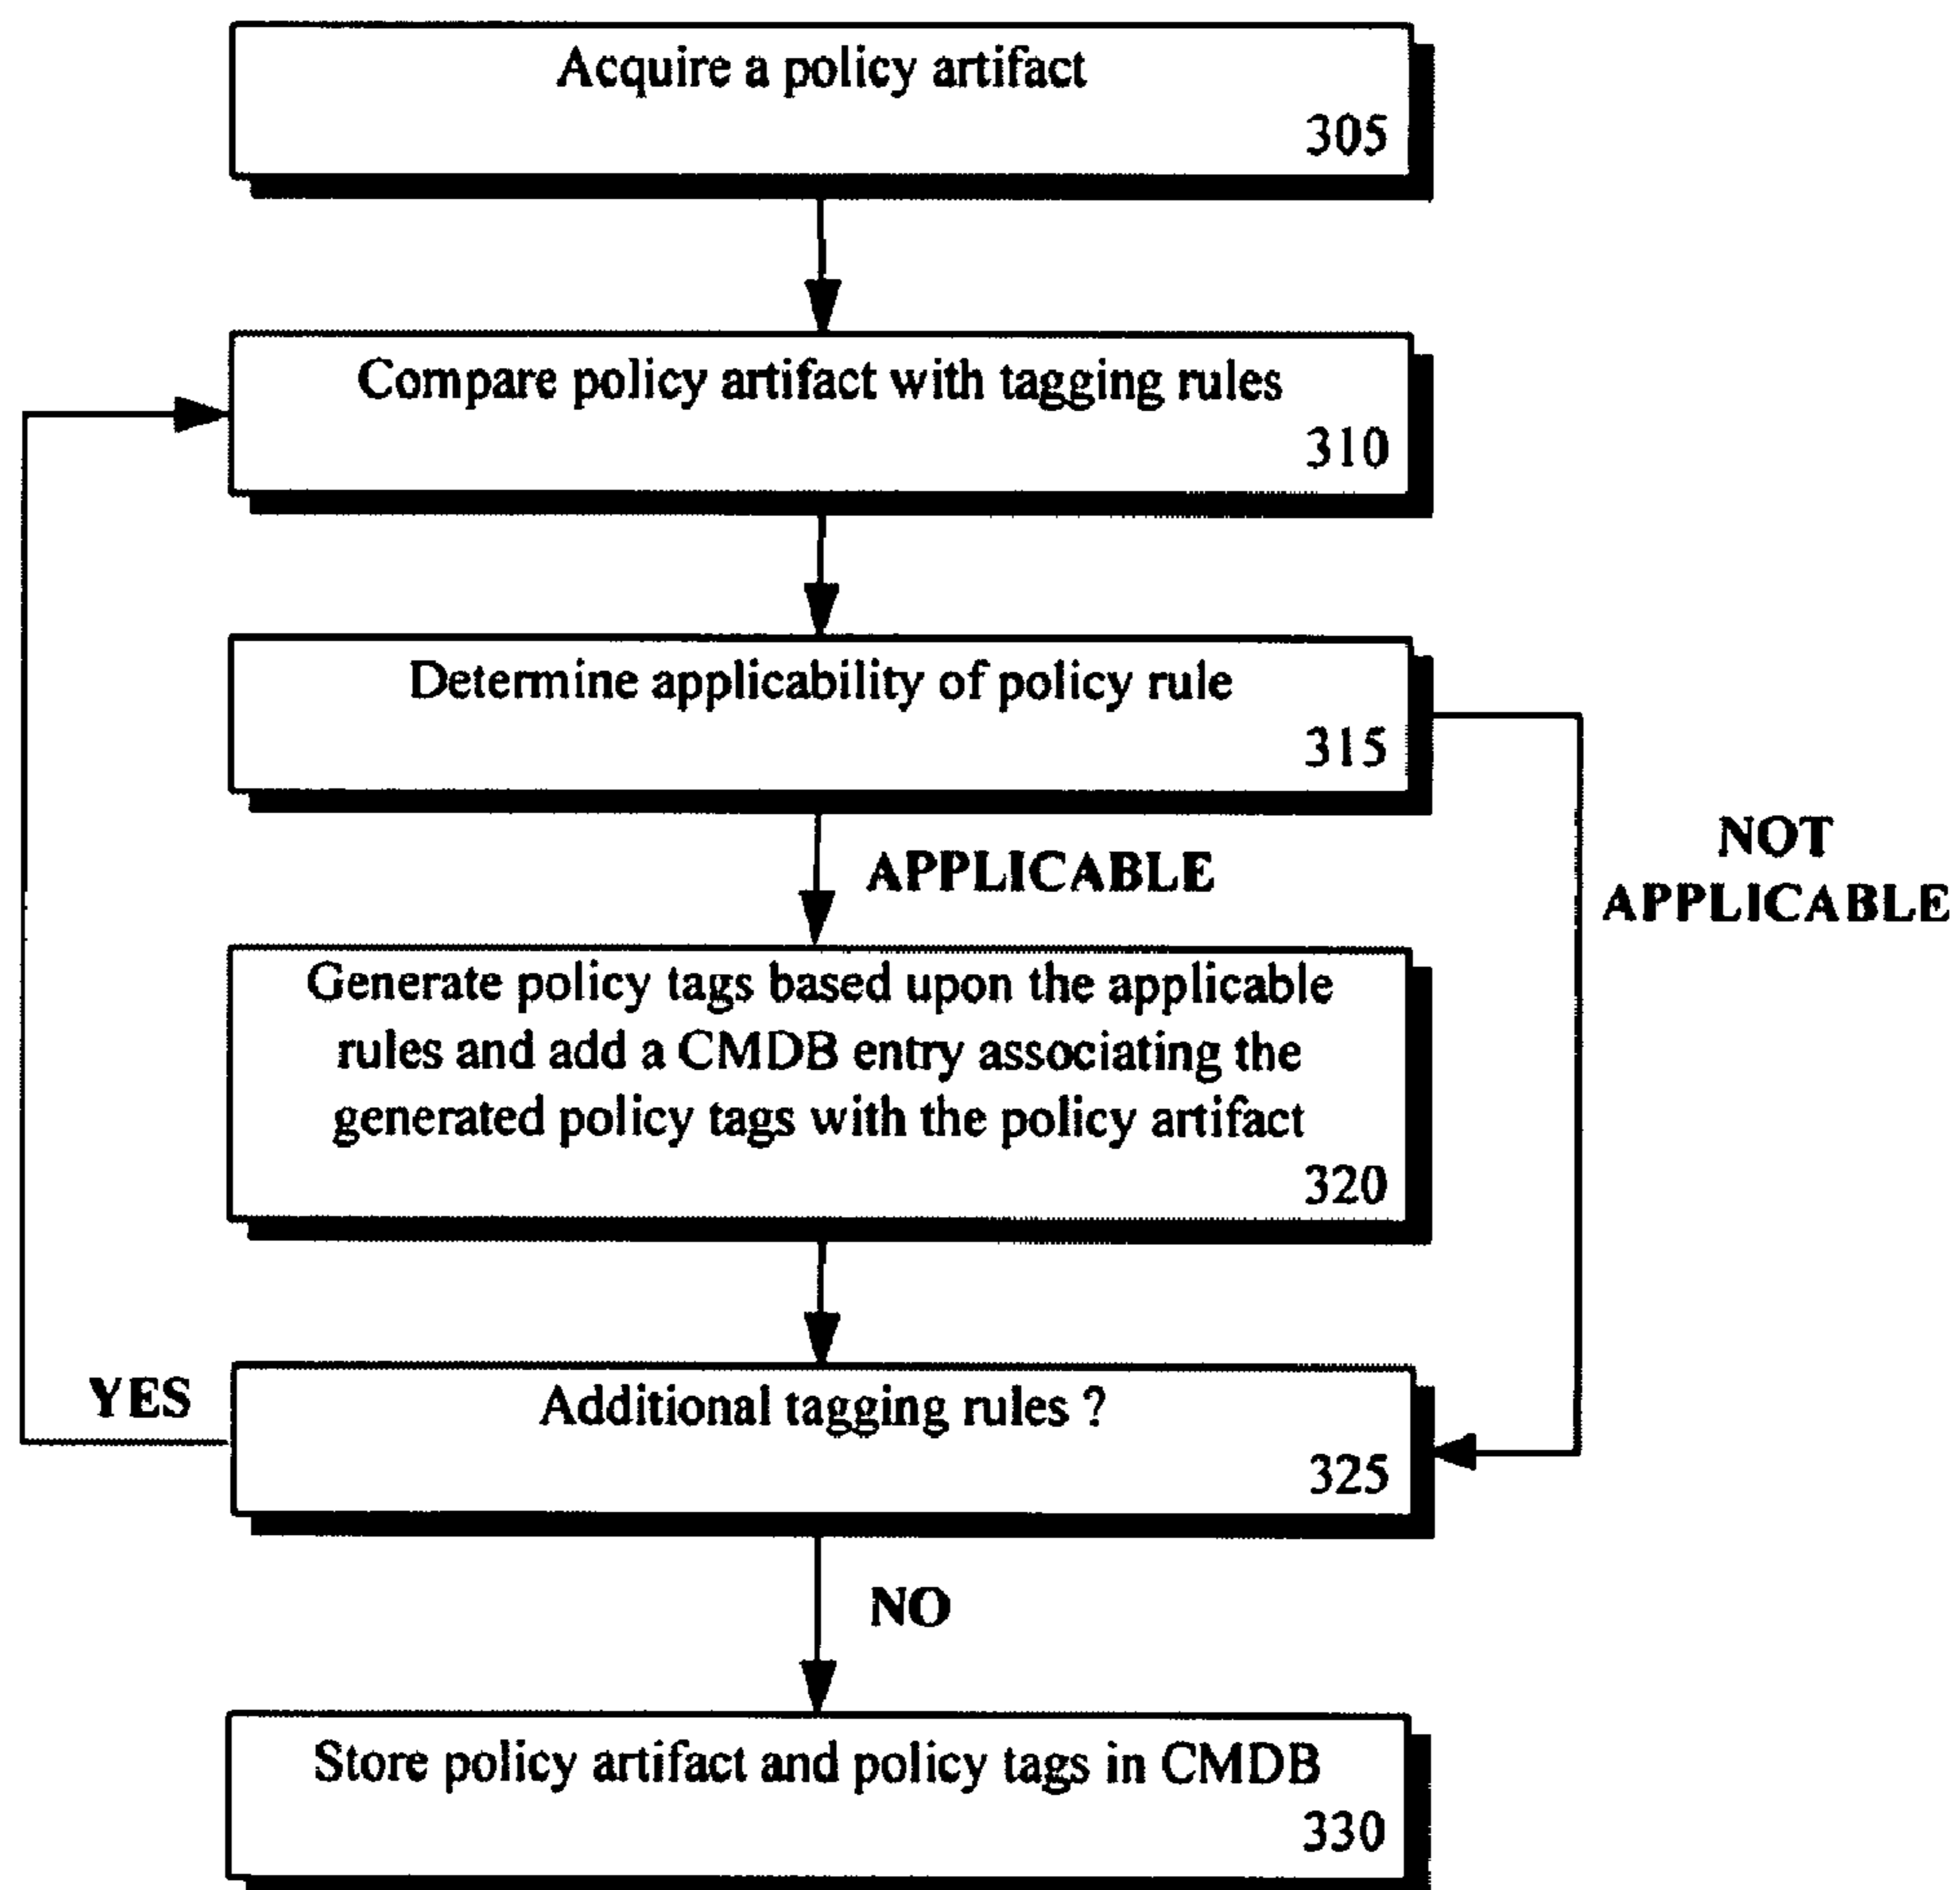 Acquire a policy artifact
305
Compare policy artifact with tagging rules
310
Determine applicability of policy rule
315
APPLICABLE
NOT
APPLICABLE
Generate policy tags based upon the applicable
rules and add a CMDB entry associating the
generated policy tags with the policy artifact
320
YES
Additional tagging rules ?
325
NO
Store policy artifact and policy tags in CMDB
330